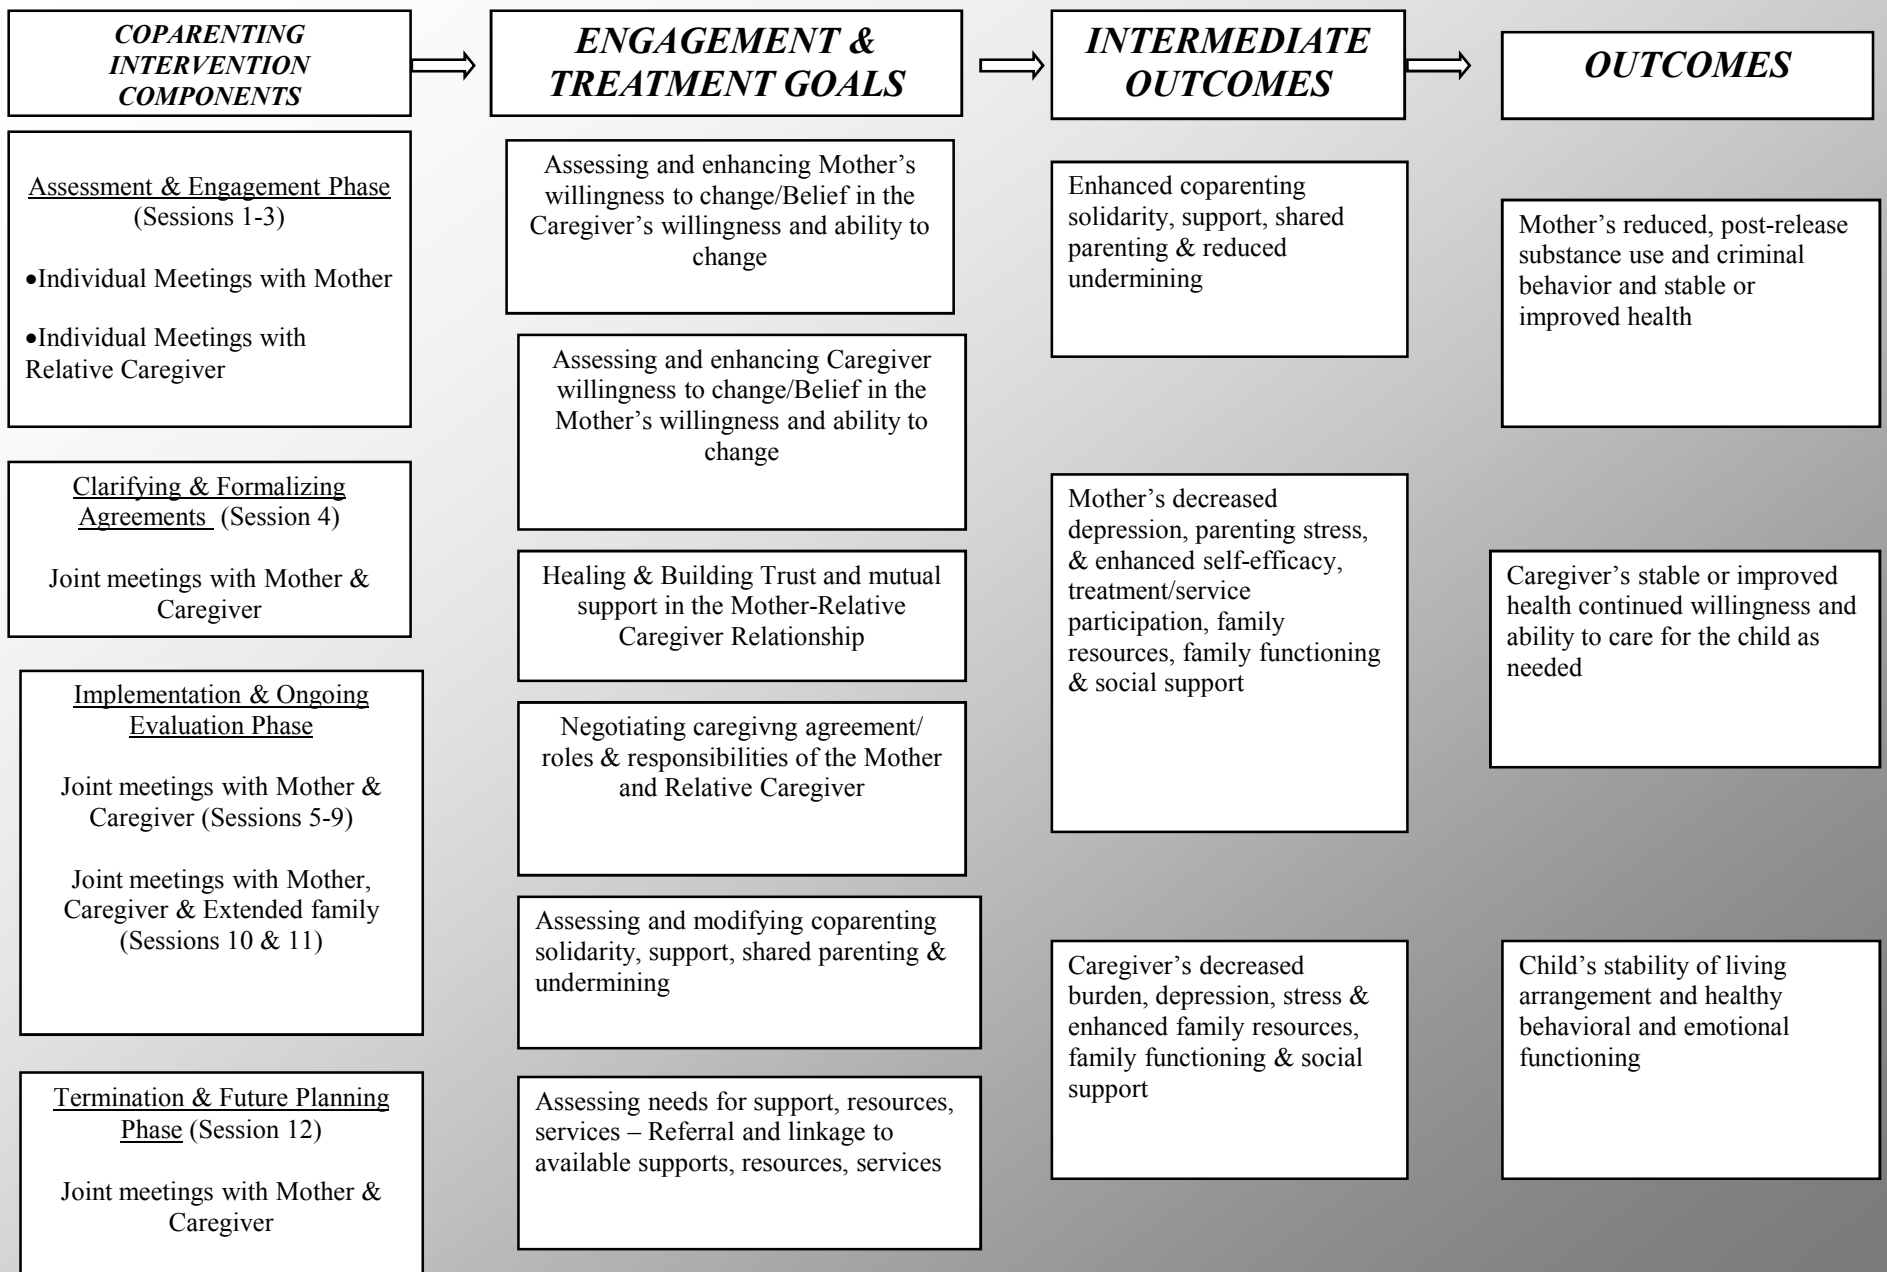 COPARENTING
INTERVENTION
COMPONENTS
Assessment & Engagement Phase
(Sessions 1-3)
•Individual Meetings with Mother
•Individual Meetings with
Relative Caregiver
Clarifying & Formalizing
Agreements (Session 4)
Joint meetings with Mother &
Caregiver
Implementation & Ongoing
Evaluation Phase
Joint meetings with Mother &
Caregiver (Sessions 5-9)
Joint meetings with Mother,
Caregiver & Extended family
(Sessions 10 & 11)
Termination & Future Planning
Phase (Session 12)
Joint meetings with Mother &
Caregiver
ENGAGEMENT &
TREATMENT GOALS
Assessing and enhancing Mother’s
willingness to change/Belief in the
Caregiver’s willingness and ability to
change
Assessing and enhancing Caregiver
willingness to change/Belief in the
Mother’s willingness and ability to
change
Healing & Building Trust and mutual
support in the Mother-Relative
Caregiver Relationship
Negotiating caregivng agreement/
roles & responsibilities of the Mother
and Relative Caregiver
Assessing and modifying coparenting
solidarity, support, shared parenting &
undermining
Assessing needs for support, resources,
services – Referral and linkage to
available supports, resources, services
INTERMEDIATE
OUTCOMES
Enhanced coparenting
solidarity, support, shared
parenting & reduced
undermining
Mother’s decreased
depression, parenting stress,
& enhanced self-efficacy,
treatment/service
participation, family
resources, family functioning
& social support
Caregiver’s decreased
burden, depression, stress &
enhanced family resources,
family functioning & social
support
OUTCOMES
Mother’s reduced, post-release
substance use and criminal
behavior and stable or
improved health
Caregiver’s stable or improved
health continued willingness and
ability to care for the child as
needed
Child’s stability of living
arrangement and healthy
behavioral and emotional
functioning